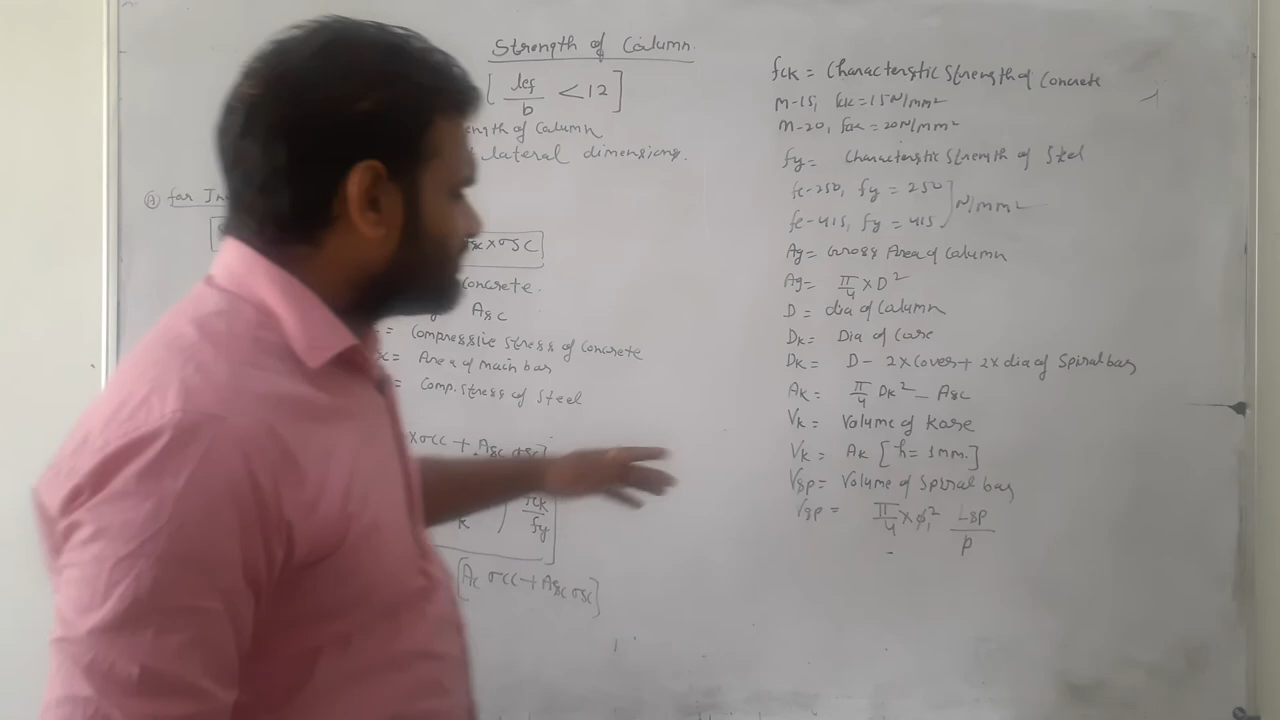 Strength of Column
[ lef/b < 12 ]
ength of Column
lateral dimensions.
Ⓐ for In
sc×σsc
concrete.
Asc
= Compressive stress of Concrete
sc= Area of main bar
= Comp. Stress of Steel
×σcc + Asc σsc]
k ) fck/fy
[Ac σcc + Asc σsc]
fck = Characterstic Strength of Concrete
M-15, fck = 15 N/mm²
M-20, fck = 20 N/mm²
fy = Characterstic Strength of Steel
fe-250, fy = 250 ] N/mm²
fe-415, fy = 415
Ag = Gross Area of Column
Ag = π/4 × D²
D = dia of Column
Dk = Dia of Core
Dk = D - 2×Cover + 2× dia of Spiral bar
Ak = π/4 Dk² - Asc
Vk = Volume of Kore
Vk = Ak [h = 1mm.]
Vsp = Volume of Spiral bar
Vsp = π/4 × φ₁² Lsp/p